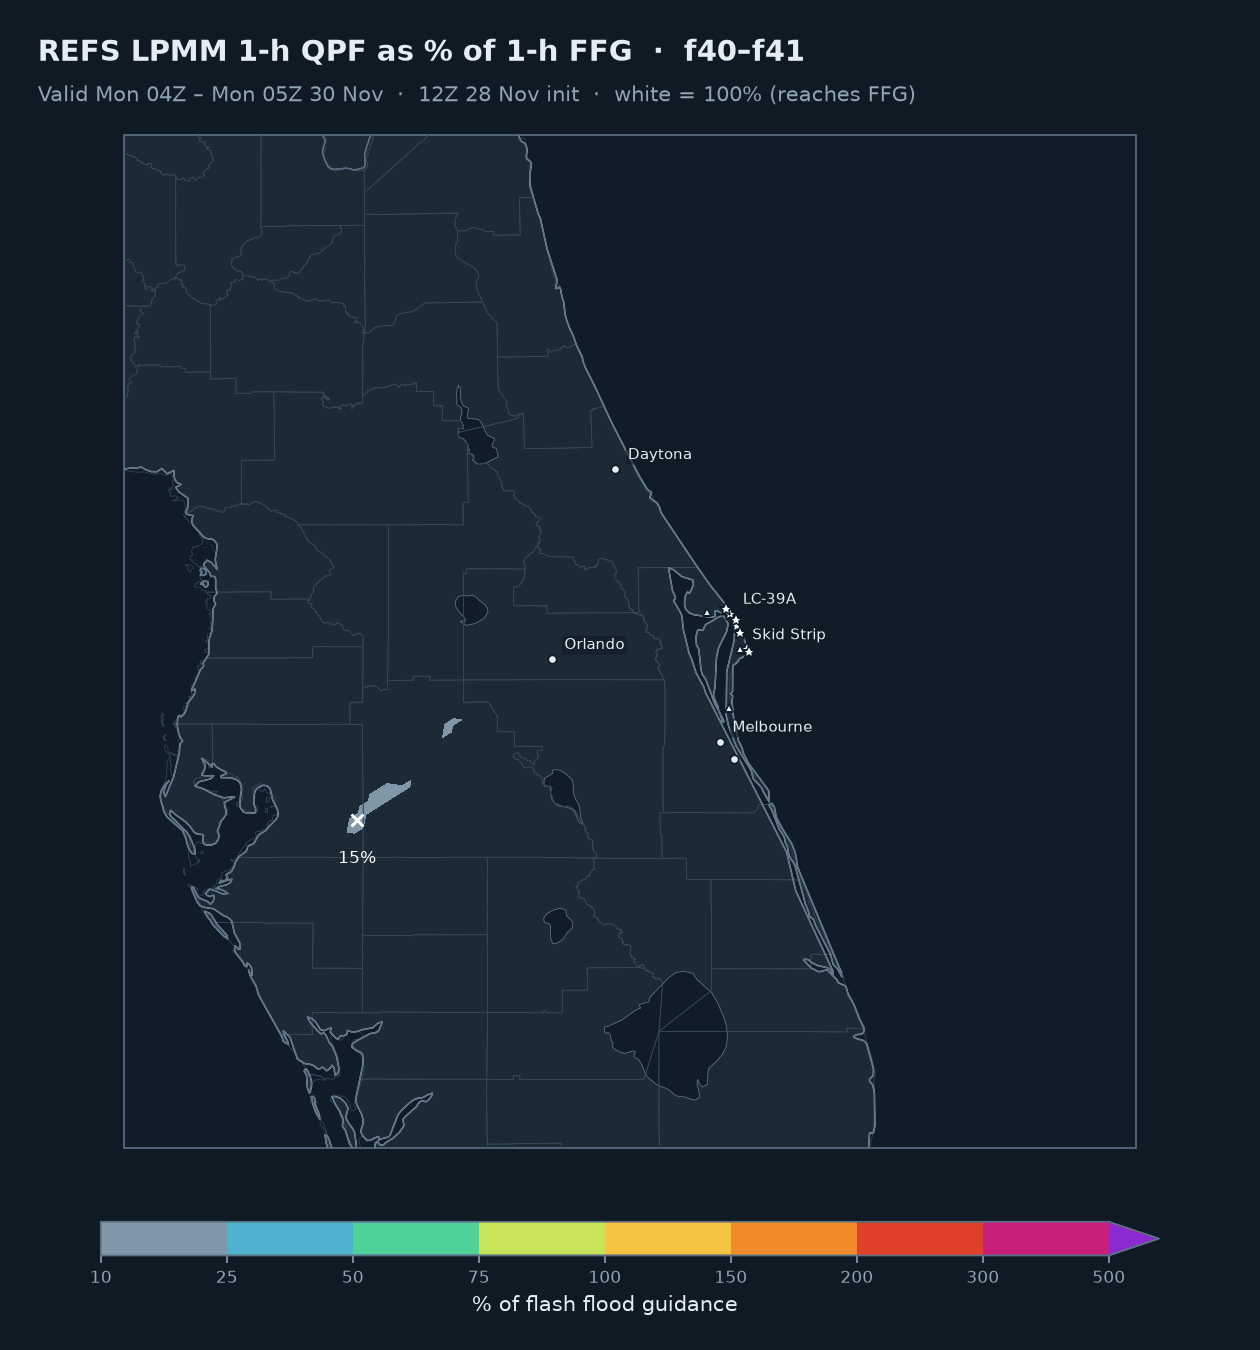 REFS LPMM 1-h QPF as % of 1-h FFG · f40–f41
Valid Mon 04Z – Mon 05Z 30 Nov · 12Z 28 Nov init · white = 100% (reaches FFG)
Daytona
LC-39A
Skid Strip
Orlando
Melbourne
15%
10 25 50 75 100 150 200 300 500
% of flash flood guidance